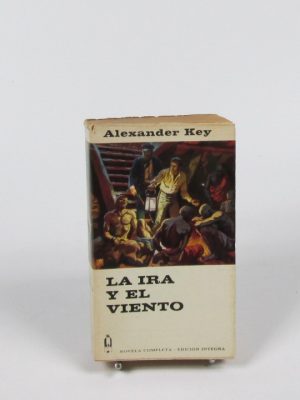 Alexander Key
LA IRA
Y EL
VIENTO
NOVELA COMPLETA - EDICION INTEGRA